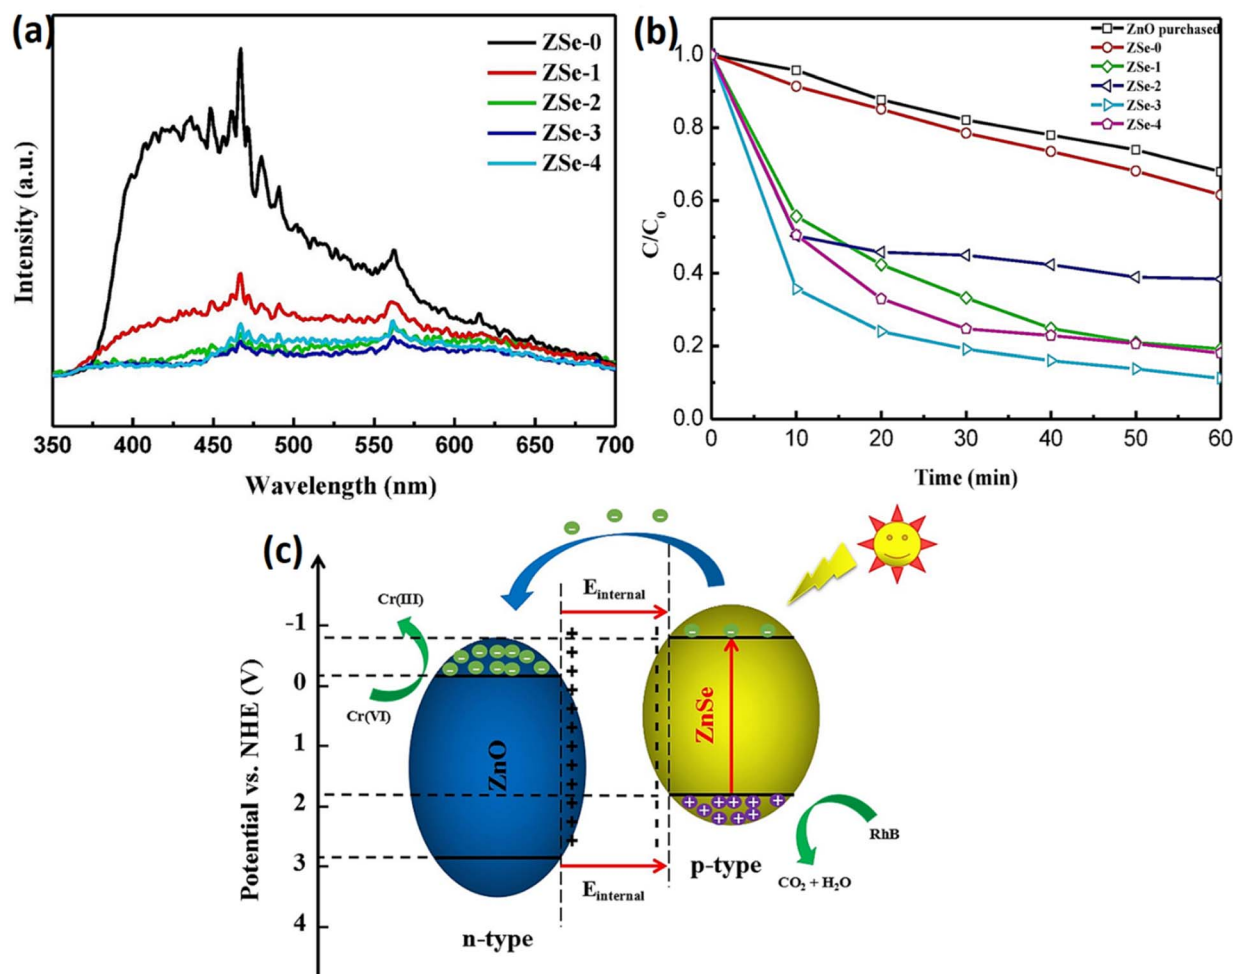 (a)
ZSe-0
ZSe-1
ZSe-2
ZSe-3
ZSe-4
Intensity (a.u.)
350 400 450 500 550 600 650 700
Wavelength (nm)
(b)
ZnO purchased
ZSe-0
ZSe-1
ZSe-2
ZSe-3
ZSe-4
1.0
0.8
0.6
0.4
0.2
0.0
C/C₀
0 10 20 30 40 50 60
Time (min)
(c)
Potential vs. NHE (V)
-1
0
1
2
3
4
Cr(III)
Cr(VI)
ZnO
n-type
E_internal
E_internal
ZnSe
p-type
RhB
CO₂ + H₂O